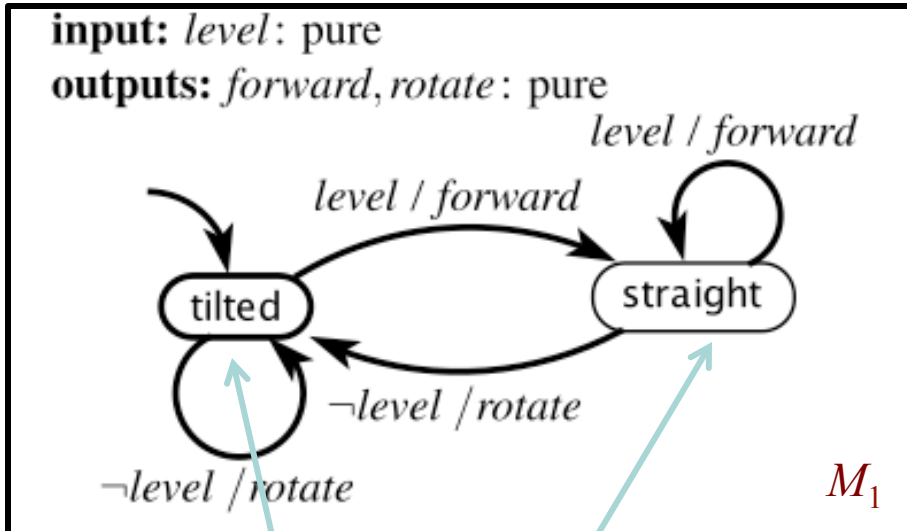 input: level: pure
outputs: forward, rotate: pure
level / forward
level / forward
tilted
straight
¬level / rotate
¬level / rotate
M₁